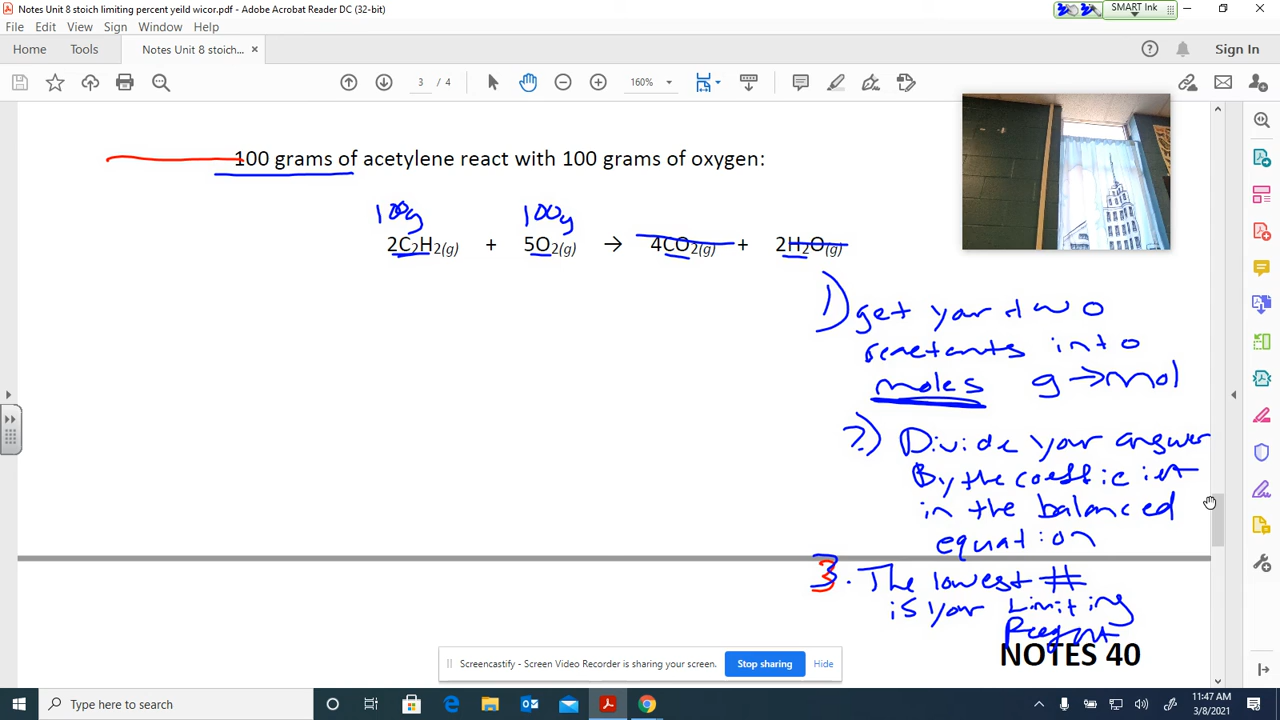 Notes Unit 8 stoich limiting percent yeild wicor.pdf - Adobe Acrobat Reader DC (32-bit)
SMART Ink
File Edit View Sign Window Help
Home Tools Notes Unit 8 stoich... × Sign In
3 / 4 160%
100 grams of acetylene react with 100 grams of oxygen:
100g 100g
2C₂H₂(g) + 5O₂(g) → 4CO₂(g) + 2H₂O(g)
1) get your two
reactants into
moles g → mol
2) Divide your answer
By the coefficient
in the balanced
equation
3. The lowest #
is your Limiting
Reagent
NOTES 40
Screencastify - Screen Video Recorder is sharing your screen. Stop sharing Hide
Type here to search
11:47 AM
3/8/2021